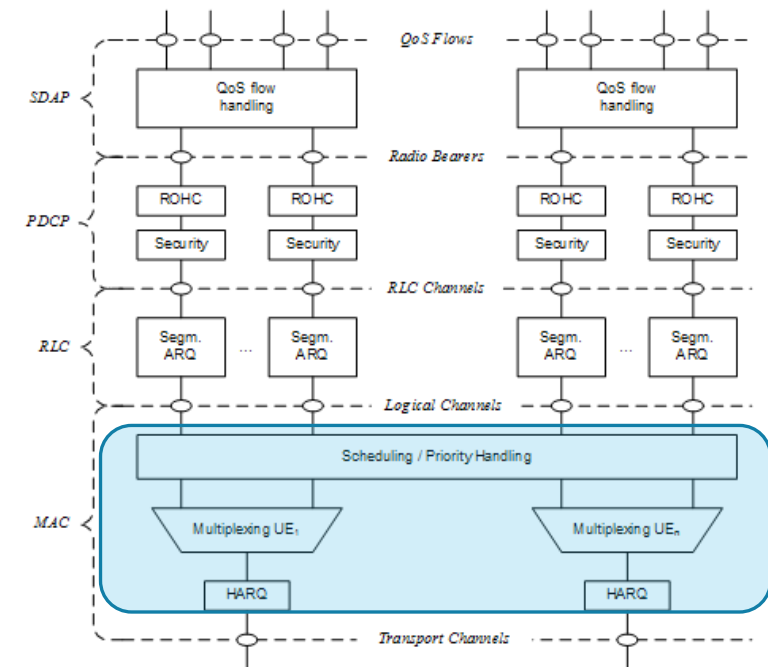 QoS Flows
SDAP
QoS flow
handling
QoS flow
handling
Radio Bearers
PDCP
ROHC
ROHC
ROHC
ROHC
Security
Security
Security
Security
RLC Channels
RLC
Segm.
ARQ
...
Segm.
ARQ
Segm.
ARQ
...
Segm.
ARQ
Logical Channels
MAC
Scheduling / Priority Handling
Multiplexing UE₁
Multiplexing UEₙ
HARQ
HARQ
Transport Channels